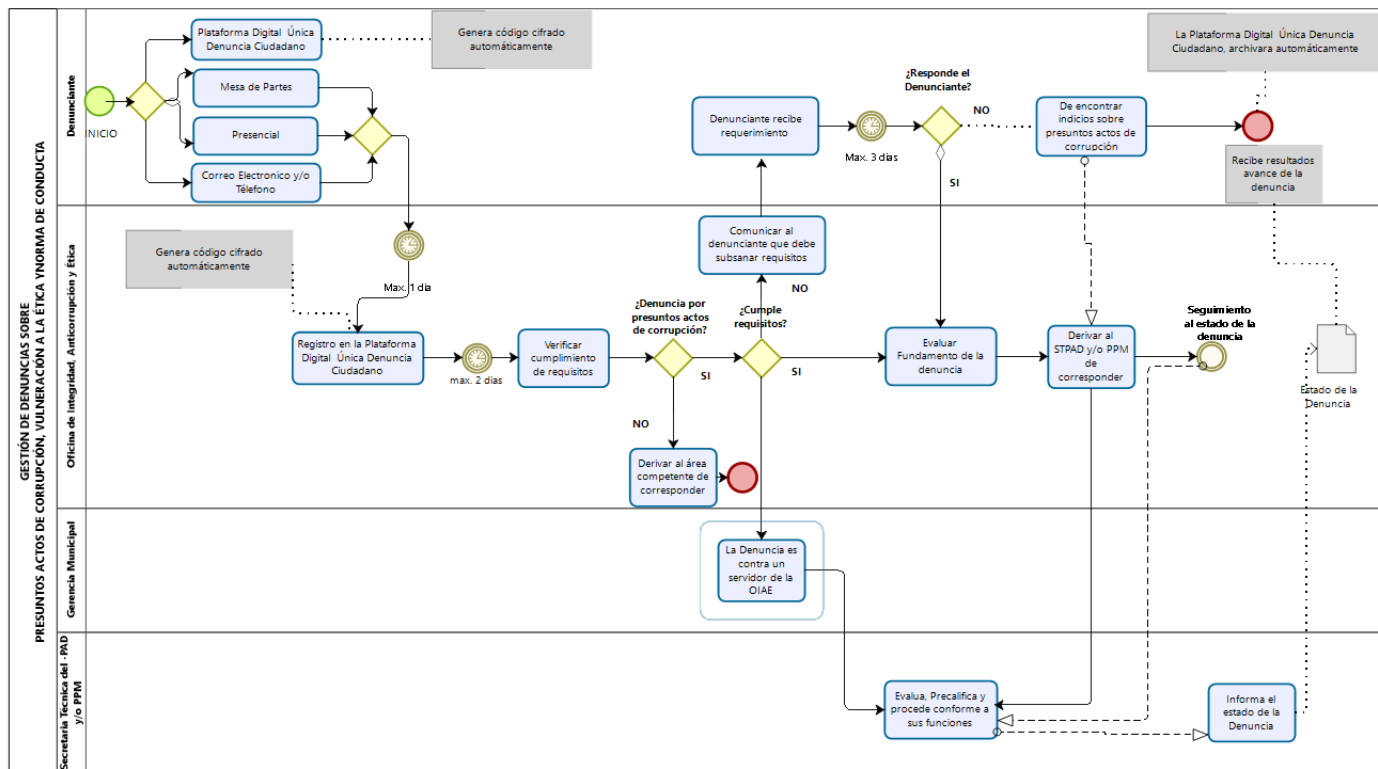 GESTIÓN DE DENUNCIAS SOBRE
PRESUNTOS ACTOS DE CORRUPCIÓN, VULNERACIÓN A LA ÉTICA YNORMA DE CONDUCTA
Denunciante
INICIO
Plataforma Digital Única
Denuncia Ciudadano
Genera código cifrado
automáticamente
Mesa de Partes
Presencial
Correo Electronico y/o
Télefono
Denunciante recibe
requerimiento
Max. 3 días
¿Responde el
Denunciante?
NO
SI
De encontrar
indicios sobre
presuntos actos de
corrupción
La Plataforma Digital Única Denuncia
Ciudadano, archivara automáticamente
Recibe resultados
avance de la
denuncia
Oficina de Integridad, Anticorrupción y Ética
Genera código cifrado
automáticamente
Max. 1 día
Registro en la Plataforma
Digital Única Denuncia
Ciudadano
max. 2 dias
Verificar
cumplimiento
de requisitos
¿Denuncia por
presuntos actos
de corrupción?
SI
NO
Derivar al área
competente de
corresponder
¿Cumple
requisitos?
NO
SI
Comunicar al
denunciante que debe
subsanar requisitos
Evaluar
Fundamento de la
denuncia
Derivar al
STPAD y/o PPM
de
corresponder
Seguimiento
al estado de la
denuncia
Estado de la
Denuncia
Gerencia Municipal
La Denuncia es
contra un
servidor de la
OIAE
Secretaria Técnica del -PAD
y/o PPM
Evalua, Precalifica y
procede conforme a
sus funciones
Informa el
estado de la
Denuncia